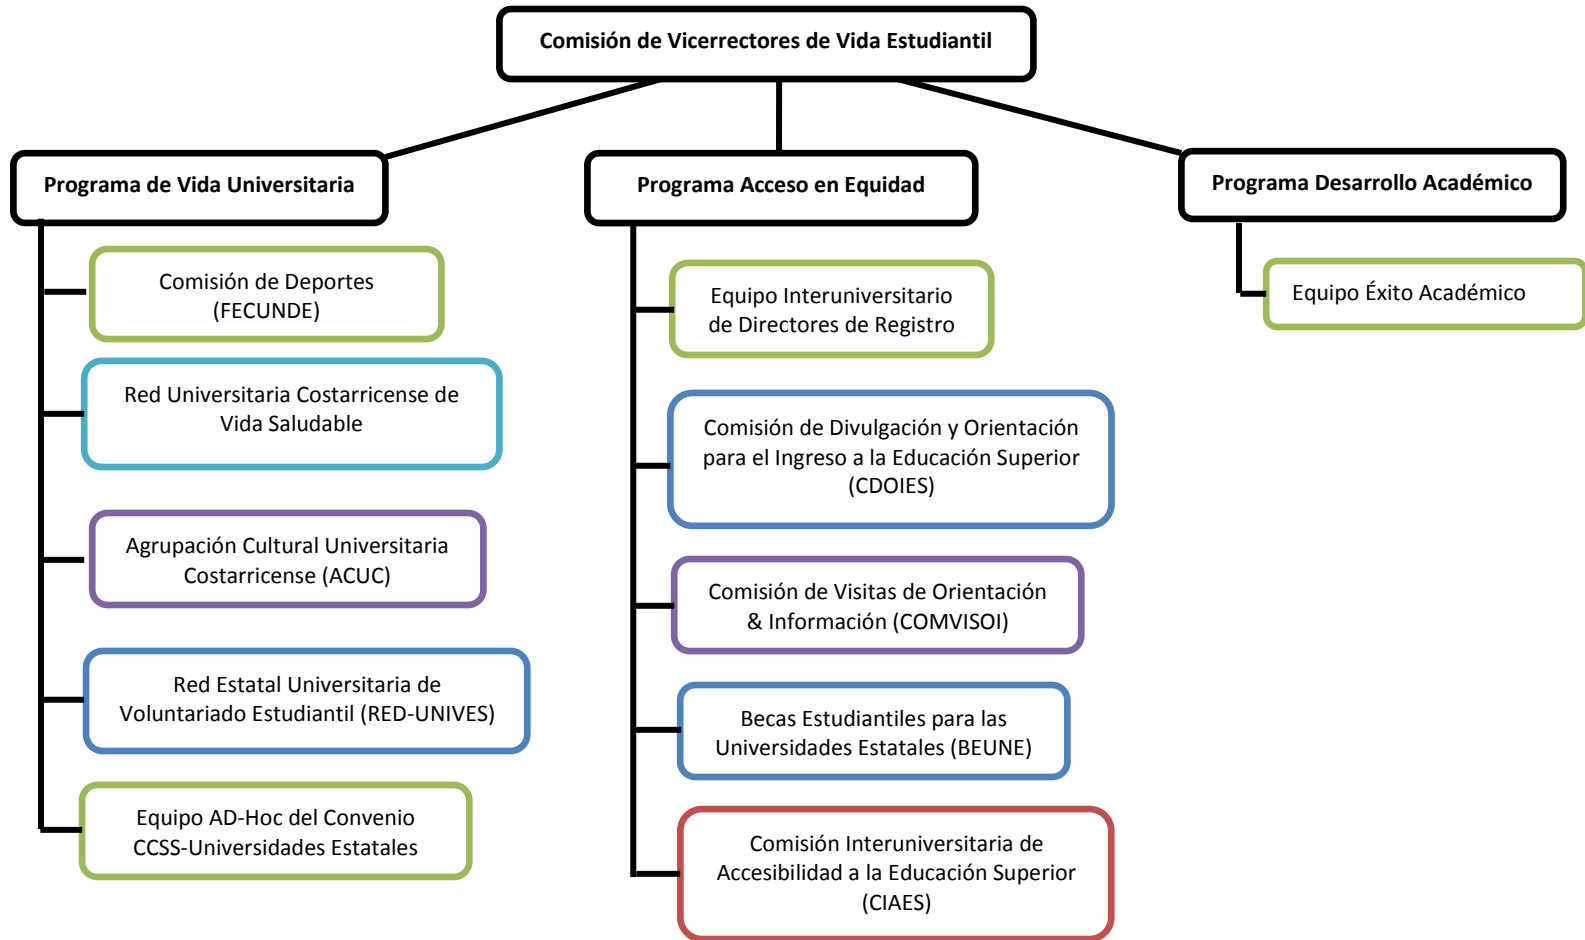 Comisión de Vicerrectores de Vida Estudiantil
Programa de Vida Universitaria
Comisión de Deportes
(FECUNDE)
Red Universitaria Costarricense de
Vida Saludable
Agrupación Cultural Universitaria
Costarricense (ACUC)
Red Estatal Universitaria de
Voluntariado Estudiantil (RED-UNIVES)
Equipo AD-Hoc del Convenio
CCSS-Universidades Estatales
Programa Acceso en Equidad
Equipo Interuniversitario
de Directores de Registro
Comisión de Divulgación y Orientación
para el Ingreso a la Educación Superior
(CDOIES)
Comisión de Visitas de Orientación
& Información (COMVISOI)
Becas Estudiantiles para las
Universidades Estatales (BEUNE)
Comisión Interuniversitaria de
Accesibilidad a la Educación Superior
(CIAES)
Programa Desarrollo Académico
Equipo Éxito Académico